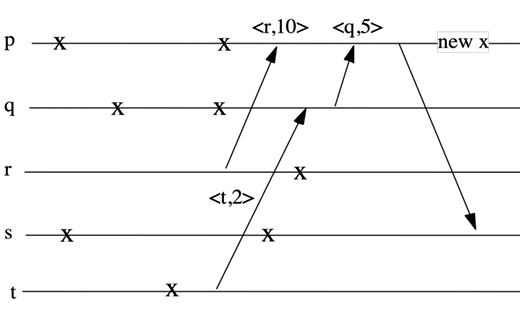 <r,10> <q,5>
p x x new x
q x x
r x
<t,2>
s x x
t x